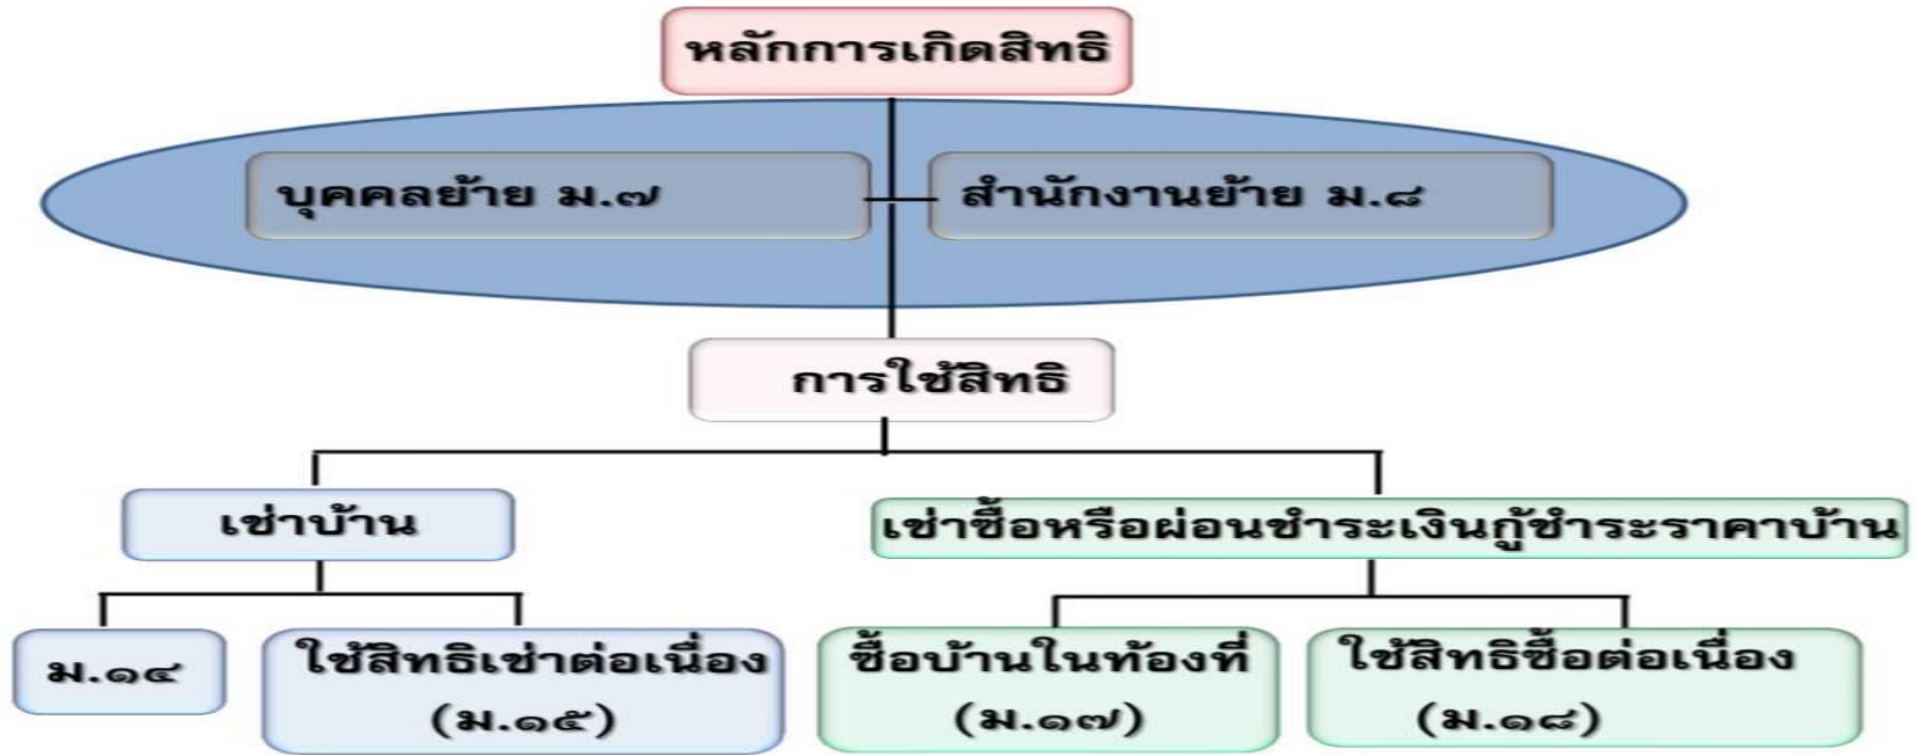 หลักการเกิดสิทธิ
บุคคลย้าย ม.๗
สำนักงานย้าย ม.๘
การใช้สิทธิ
เช่าบ้าน
เช่าซื้อหรือผ่อนชำระเงินกู้ชำระราคาบ้าน
ม.๑๔
ใช้สิทธิเช่าต่อเนื่อง
(ม.๑๕)
ซื้อบ้านในท้องที่
(ม.๑๗)
ใช้สิทธิซื้อต่อเนื่อง
(ม.๑๘)